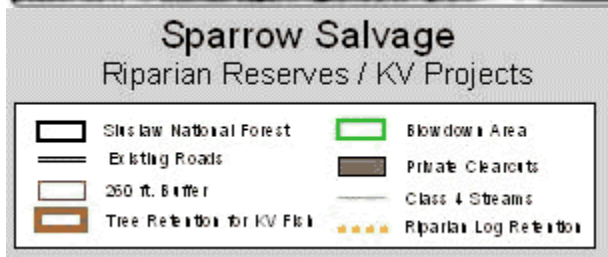 Sparrow Salvage
Riparian Reserves / KV Projects
Siuslaw National Forest
Existing Roads
260 ft. Buffer
Tree Retention for KV Fish
Blowdown Area
Private Clearcuts
Class 4 Streams
Riparian Log Retention